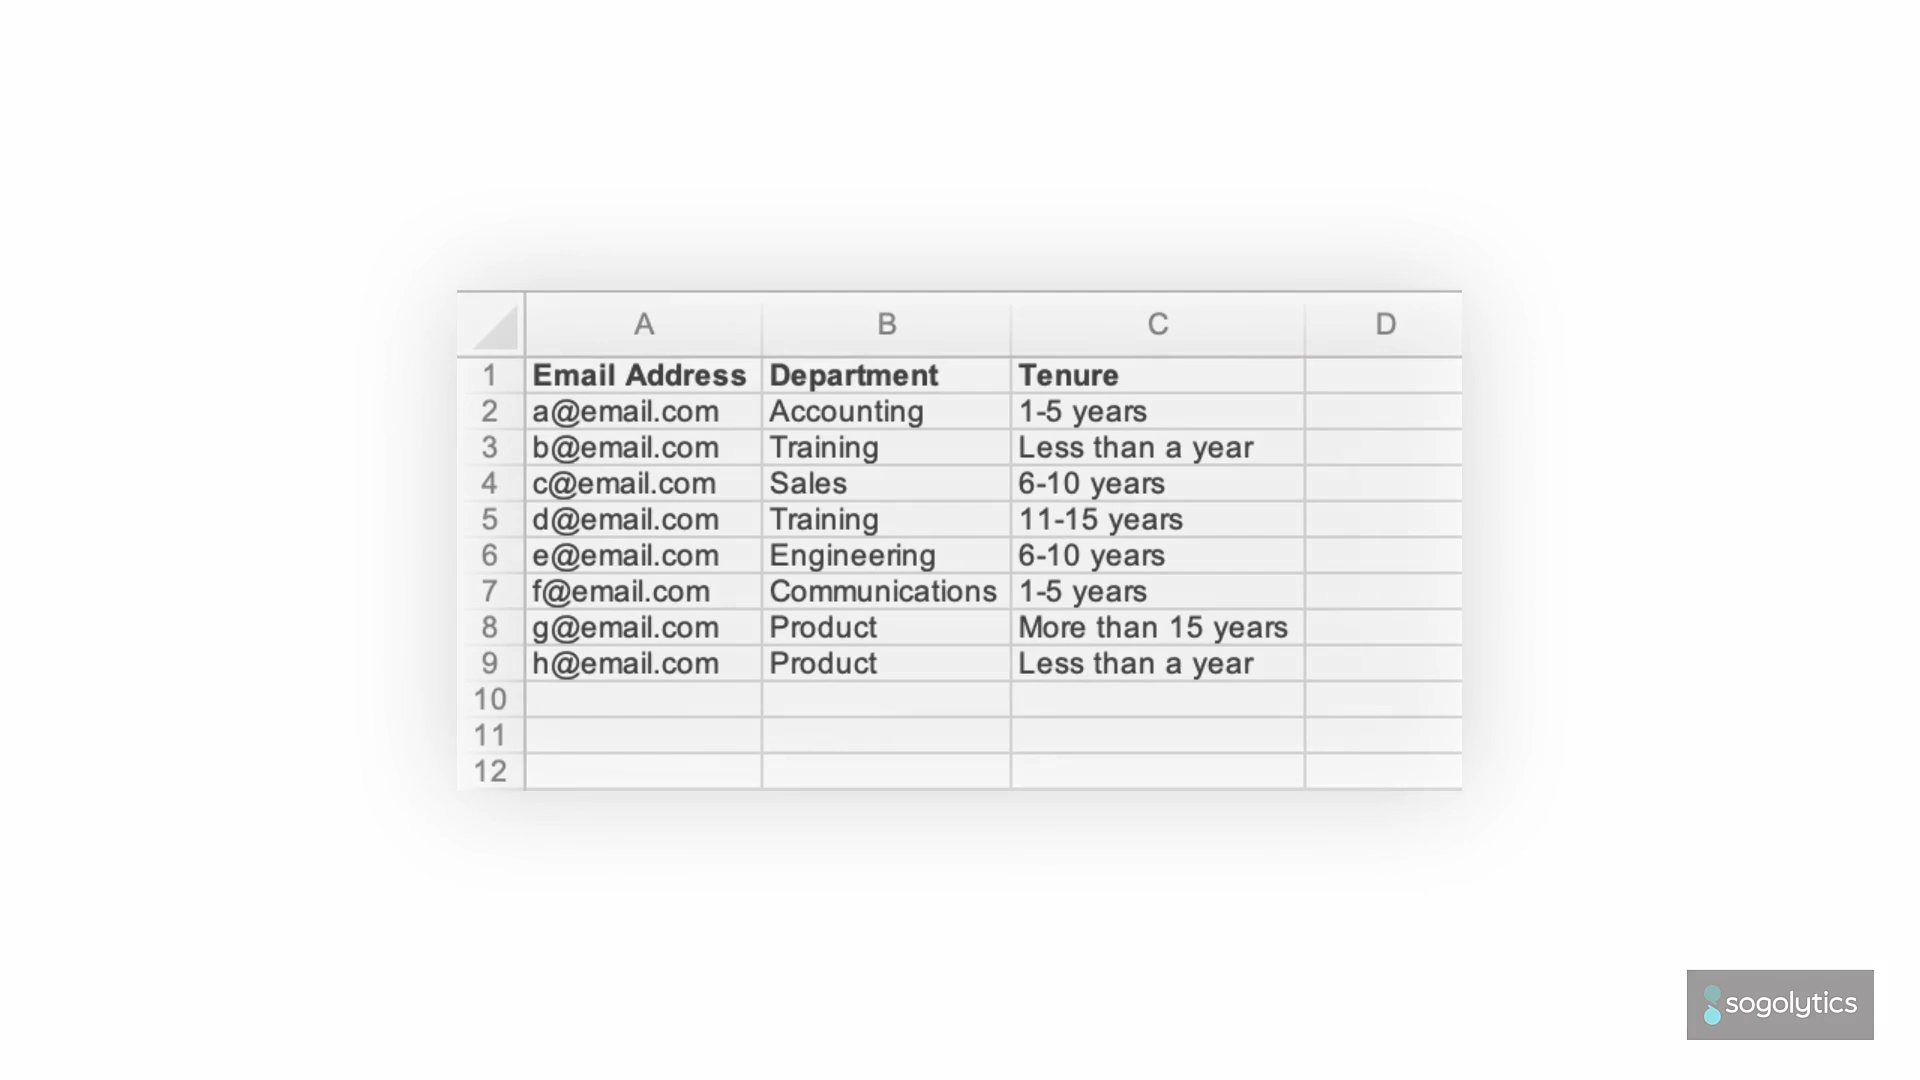 A B C D
1 Email Address Department Tenure
2 a@email.com Accounting 1-5 years
3 b@email.com Training Less than a year
4 c@email.com Sales 6-10 years
5 d@email.com Training 11-15 years
6 e@email.com Engineering 6-10 years
7 f@email.com Communications 1-5 years
8 g@email.com Product More than 15 years
9 h@email.com Product Less than a year
10
11
12
sogolytics